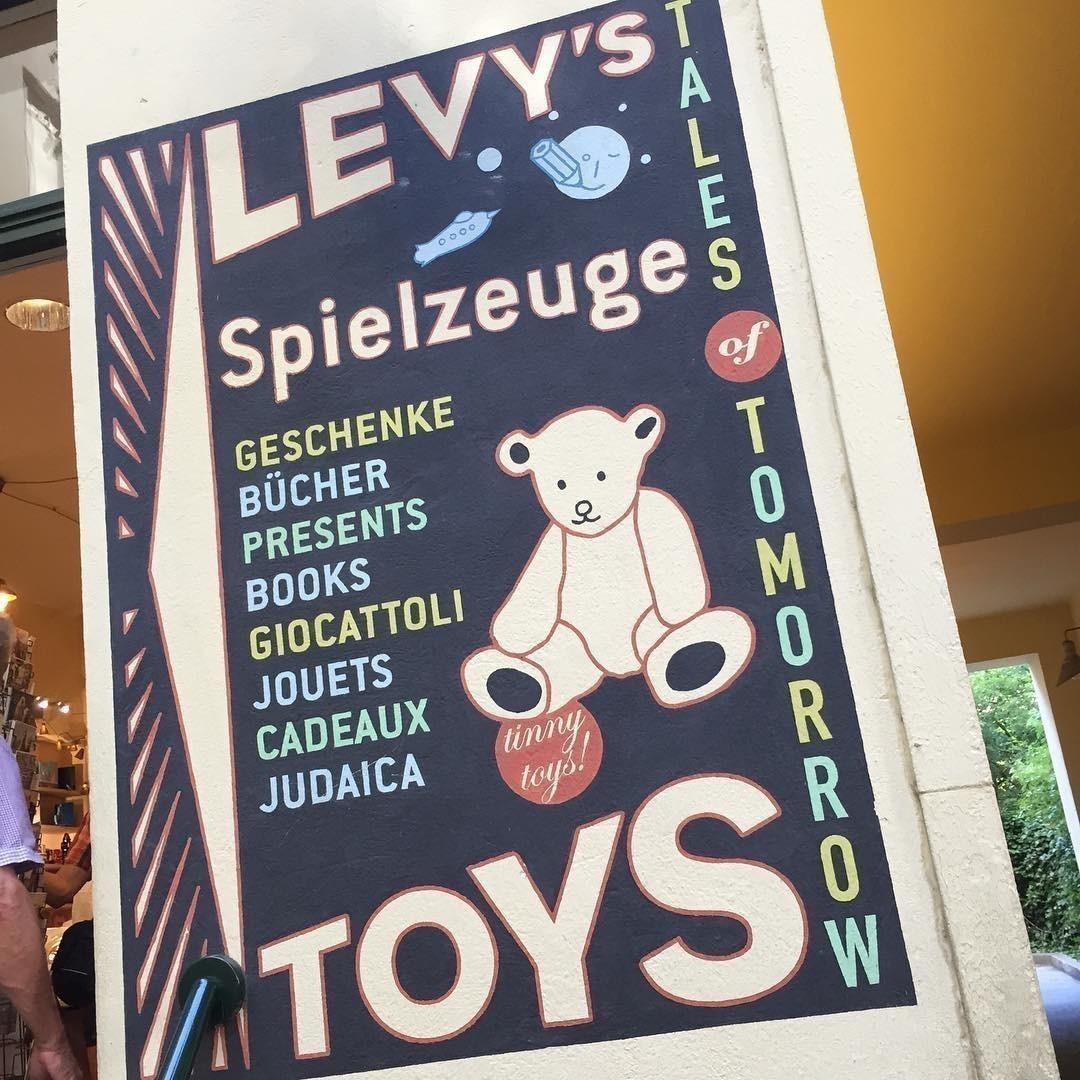 LEVY'S
Spielzeuge
GESCHENKE
BÜCHER
PRESENTS
BOOKS
GIOCATTOLI
JOUETS
CADEAUX
JUDAICA
tinny
toys!
TOYS
TALES of TOMORROW